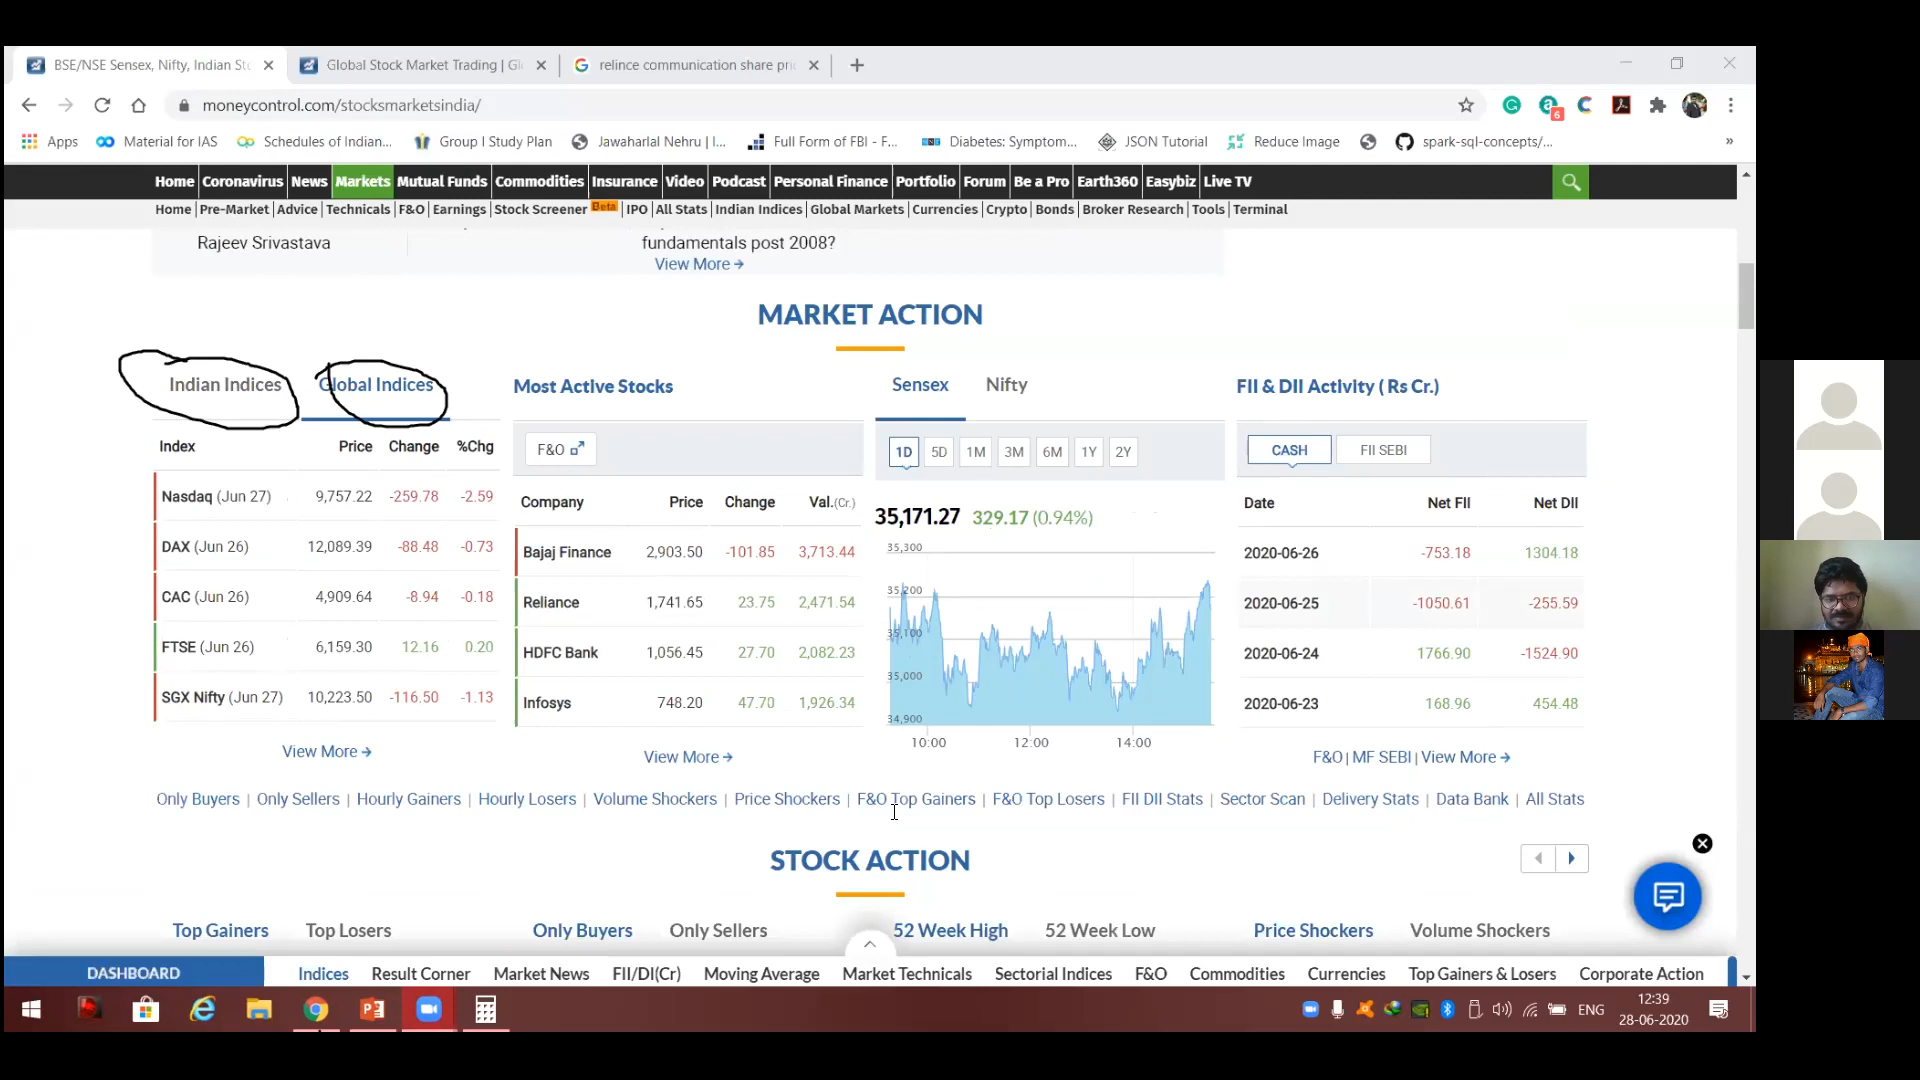 BSE/NSE Sensex, Nifty, Indian Sto
Global Stock Market Trading | Gl
relince communication share pric
moneycontrol.com/stocksmarketsindia/
6
Apps
Material for IAS
Schedules of Indian...
Group I Study Plan
Jawaharlal Nehru | I...
Full Form of FBI - F...
Diabetes: Symptom...
JSON Tutorial
Reduce Image
spark-sql-concepts/...
»
Home | Coronavirus | News | Markets | Mutual Funds | Commodities | Insurance | Video | Podcast | Personal Finance | Portfolio | Forum | Be a Pro | Earth360 | Easybiz | Live TV
Home | Pre-Market | Advice | Technicals | F&O | Earnings | Stock Screener Beta | IPO | All Stats | Indian Indices | Global Markets | Currencies | Crypto | Bonds | Broker Research | Tools | Terminal
Rajeev Srivastava
fundamentals post 2008?
View More →
MARKET ACTION
Indian Indices Global Indices
Index Price Change %Chg
Nasdaq (Jun 27) 9,757.22 -259.78 -2.59
DAX (Jun 26) 12,089.39 -88.48 -0.73
CAC (Jun 26) 4,909.64 -8.94 -0.18
FTSE (Jun 26) 6,159.30 12.16 0.20
SGX Nifty (Jun 27) 10,223.50 -116.50 -1.13
View More →
Most Active Stocks
F&O
Company Price Change Val.(Cr.)
Bajaj Finance 2,903.50 -101.85 3,713.44
Reliance 1,741.65 23.75 2,471.54
HDFC Bank 1,056.45 27.70 2,082.23
Infosys 748.20 47.70 1,926.34
View More →
Sensex Nifty
1D 5D 1M 3M 6M 1Y 2Y
35,171.27 329.17 (0.94%)
35,300
35,200
35,100
35,000
34,900
10:00 12:00 14:00
FII & DII Activity ( Rs Cr.)
CASH FII SEBI
Date Net FII Net DII
2020-06-26 -753.18 1304.18
2020-06-25 -1050.61 -255.59
2020-06-24 1766.90 -1524.90
2020-06-23 168.96 454.48
F&O | MF SEBI | View More →
Only Buyers | Only Sellers | Hourly Gainers | Hourly Losers | Volume Shockers | Price Shockers | F&O Top Gainers | F&O Top Losers | FII DII Stats | Sector Scan | Delivery Stats | Data Bank | All Stats
STOCK ACTION
Top Gainers Top Losers Only Buyers Only Sellers 52 Week High 52 Week Low Price Shockers Volume Shockers
DASHBOARD Indices Result Corner Market News FII/DI(Cr) Moving Average Market Technicals Sectorial Indices F&O Commodities Currencies Top Gainers & Losers Corporate Action
ENG
12:39
28-06-2020